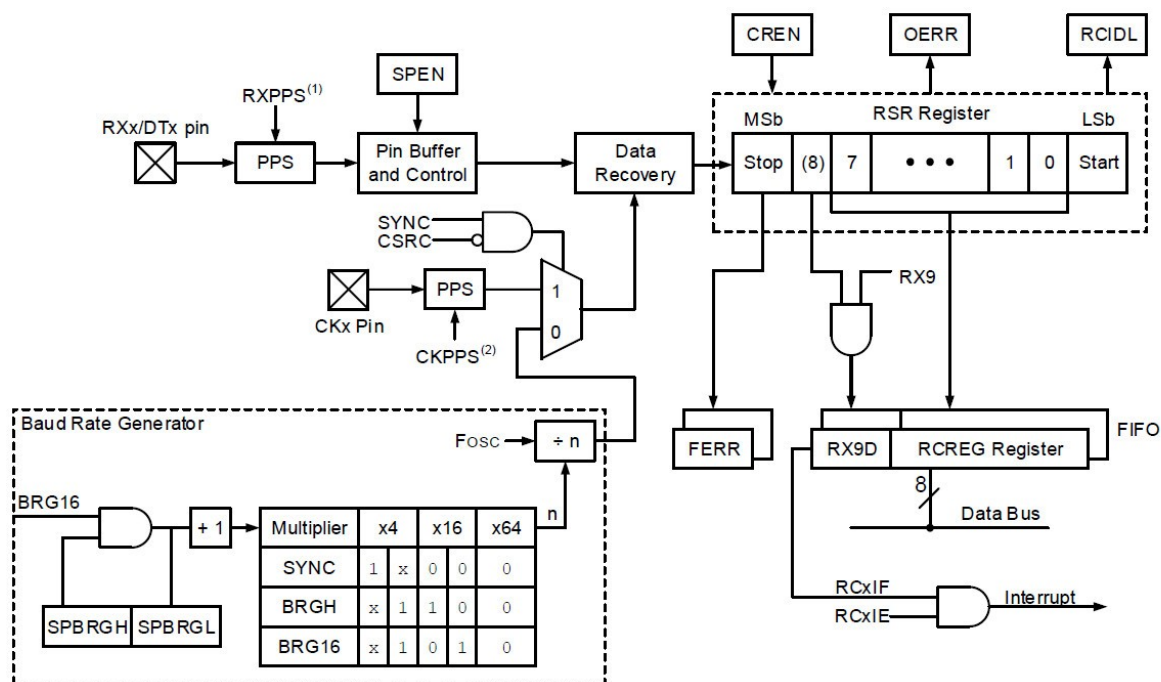 CREN
OERR
RCIDL
SPEN
RXPPS(1)
RXx/DTx pin
PPS
Pin Buffer
and Control
Data
Recovery
MSb
RSR Register
LSb
Stop (8) 7 • • • 1 0 Start
SYNC
CSRC
PPS
CKx Pin
CKPPS(2)
1
0
RX9
Baud Rate Generator
FOSC
÷ n
n
FERR
RX9D
RCREG Register
FIFO
8
Data Bus
BRG16
+ 1
SPBRGH SPBRGL
Multiplier x4 x16 x64
SYNC 1 x 0 0 0
BRGH x 1 1 0 0
BRG16 x 1 0 1 0
RCxIF
RCxIE
Interrupt